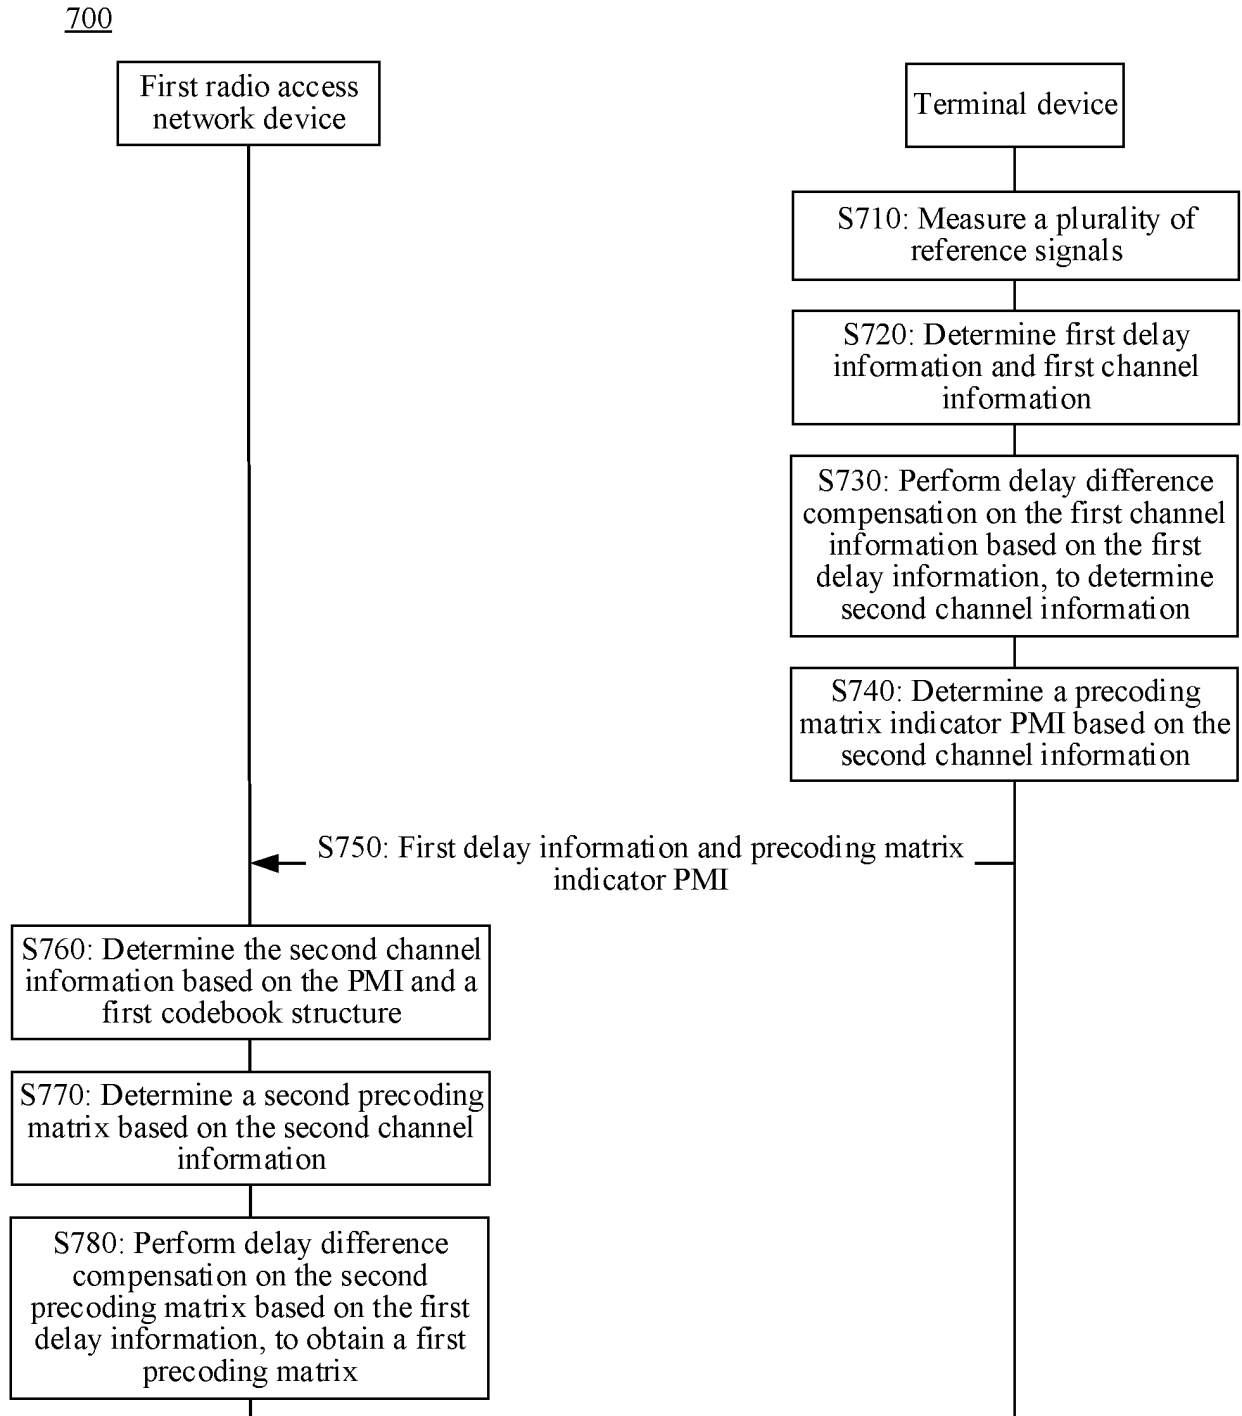 700
First radio access
network device
Terminal device
S710: Measure a plurality of
reference signals
S720: Determine first delay
information and first channel
information
S730: Perform delay difference
compensation on the first channel
information based on the first
delay information, to determine
second channel information
S740: Determine a precoding
matrix indicator PMI based on the
second channel information
S750: First delay information and precoding matrix
indicator PMI
S760: Determine the second channel
information based on the PMI and a
first codebook structure
S770: Determine a second precoding
matrix based on the second channel
information
S780: Perform delay difference
compensation on the second
precoding matrix based on the first
delay information, to obtain a first
precoding matrix